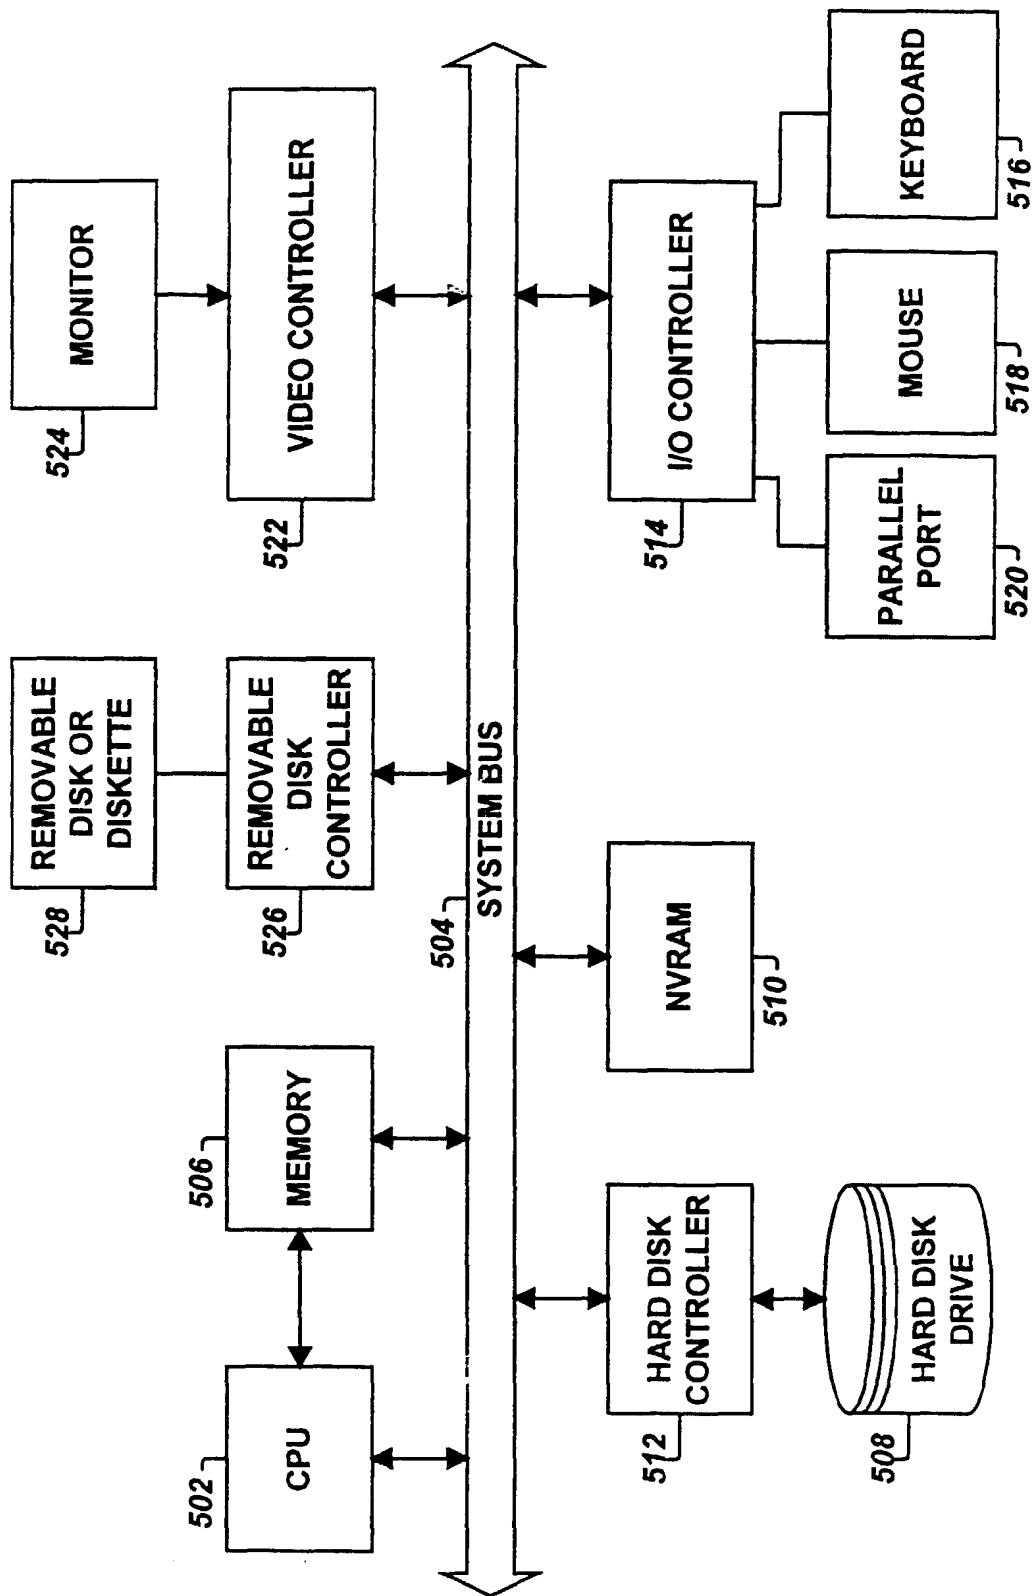 524
MONITOR
522
VIDEO CONTROLLER
528
REMOVABLE
DISK OR
DISKETTE
526
REMOVABLE
DISK
CONTROLLER
506
MEMORY
502
CPU
504
SYSTEM BUS
512
HARD DISK
CONTROLLER
508
HARD DISK
DRIVE
NVRAM
510
514
I/O CONTROLLER
PARALLEL
PORT
520
MOUSE
518
KEYBOARD
516